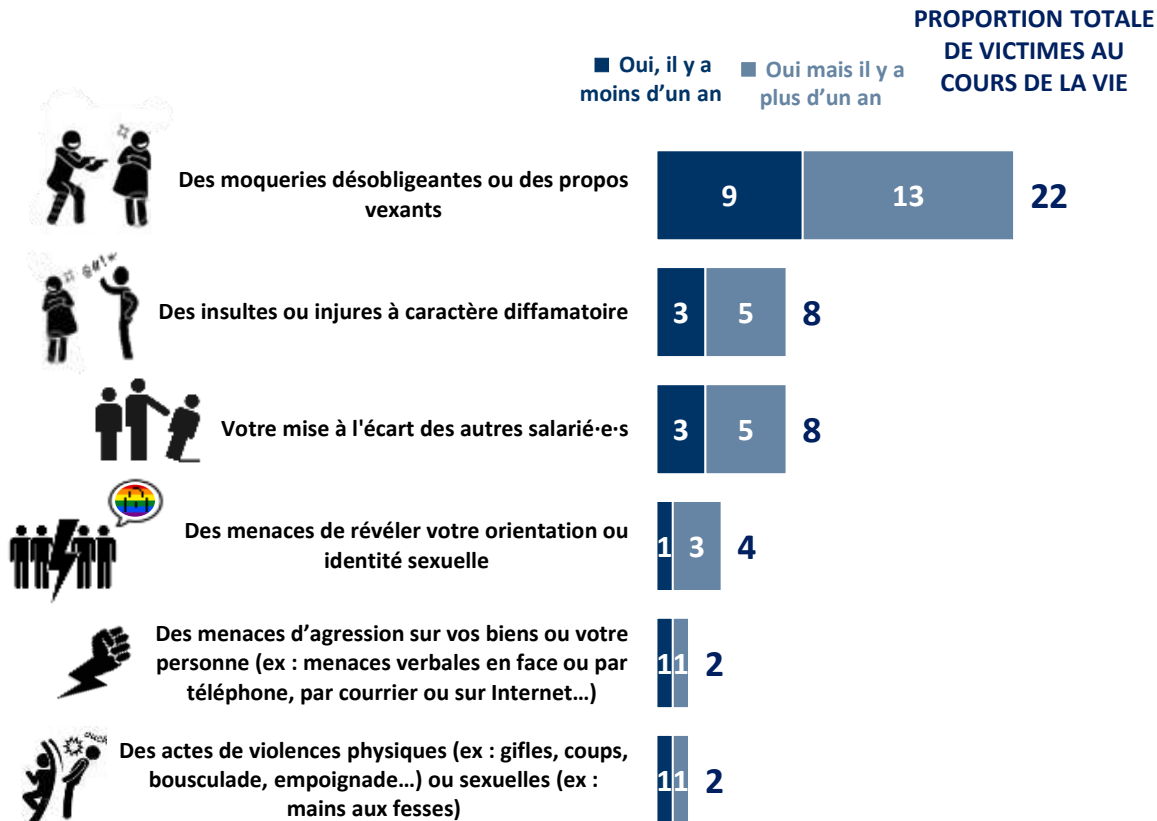 PROPORTION TOTALE
DE VICTIMES AU
COURS DE LA VIE
Oui, il y a
moins d'un an
Oui mais il y a
plus d'un an
Des moqueries désobligeantes ou des propos
vexants
9
13
22
@#!*
Des insultes ou injures à caractère diffamatoire
3
5
8
Votre mise à l'écart des autres salarié·e·s
3
5
8
Des menaces de révéler votre orientation ou
identité sexuelle
1
3
4
Des menaces d'agression sur vos biens ou votre
personne (ex : menaces verbales en face ou par
téléphone, par courrier ou sur Internet…)
1
1
2
OUCH
Des actes de violences physiques (ex : gifles, coups,
bousculade, empoignade…) ou sexuelles (ex :
mains aux fesses)
1
1
2